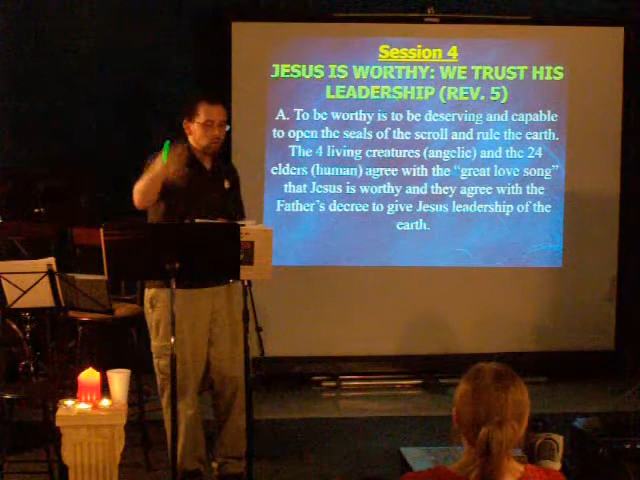 Session 4
JESUS IS WORTHY: WE TRUST HIS
LEADERSHIP (REV. 5)
A. To be worthy is to be deserving and capable
to open the seals of the scroll and rule the earth.
The 4 living creatures (angelic) and the 24
elders (human) agree with the “great love song”
that Jesus is worthy and they agree with the
Father’s decree to give Jesus leadership of the
earth.